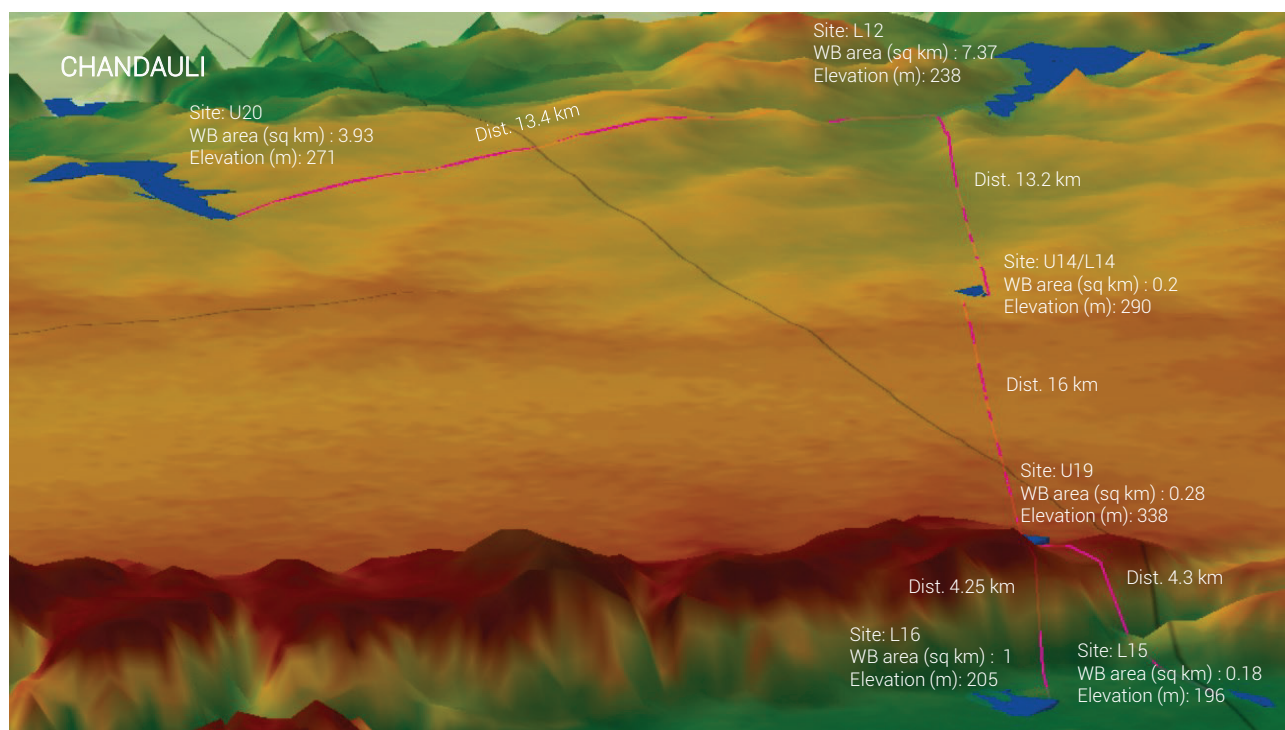 CHANDAULI
Site: L12
WB area (sq km) : 7.37
Elevation (m): 238
Site: U20
WB area (sq km) : 3.93
Elevation (m): 271
Dist. 13.4 km
Dist. 13.2 km
Site: U14/L14
WB area (sq km) : 0.2
Elevation (m): 290
Dist. 16 km
Site: U19
WB area (sq km) : 0.28
Elevation (m): 338
Dist. 4.25 km
Dist. 4.3 km
Site: L16
WB area (sq km) : 1
Elevation (m): 205
Site: L15
WB area (sq km) : 0.18
Elevation (m): 196